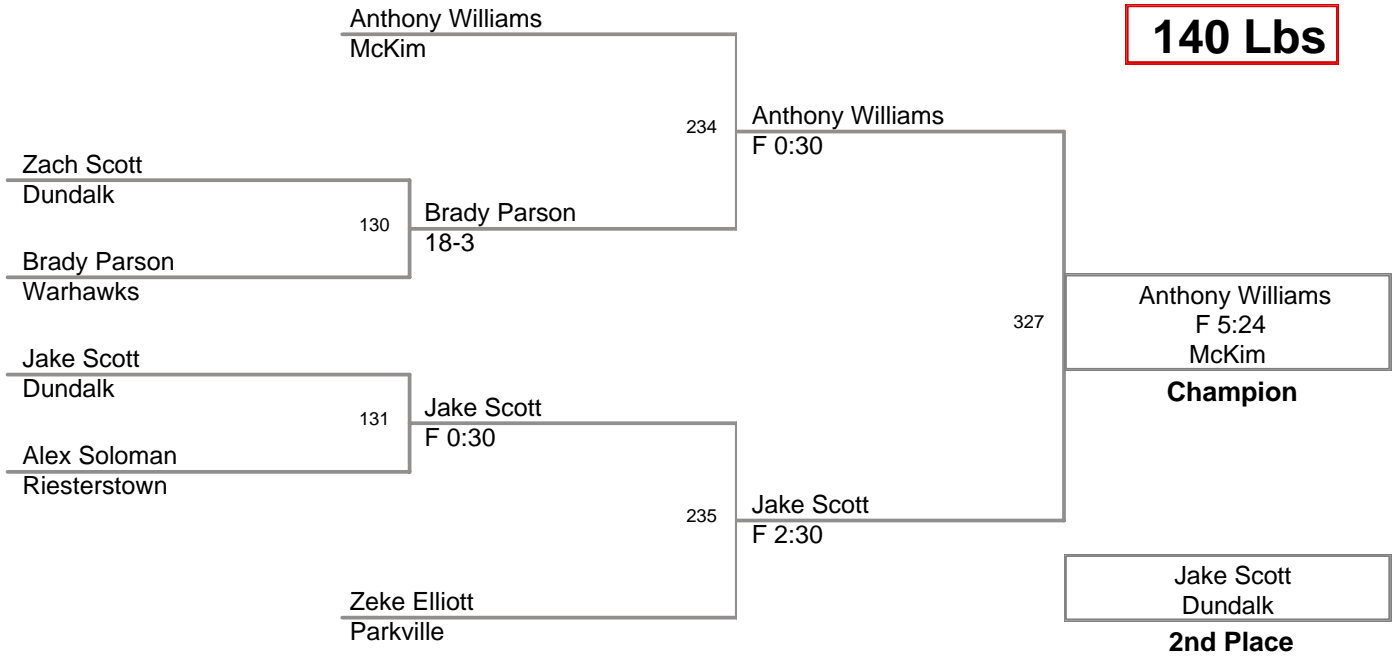 Anthony Williams
McKim
140 Lbs
234
Anthony Williams
F 0:30
Zach Scott
Dundalk
130
Brady Parson
18-3
Brady Parson
Warhawks
327
Anthony Williams
F 5:24
McKim
Champion
Jake Scott
Dundalk
131
Jake Scott
F 0:30
Alex Soloman
Riesterstown
235
Jake Scott
F 2:30
Zeke Elliott
Parkville
Jake Scott
Dundalk
2nd Place